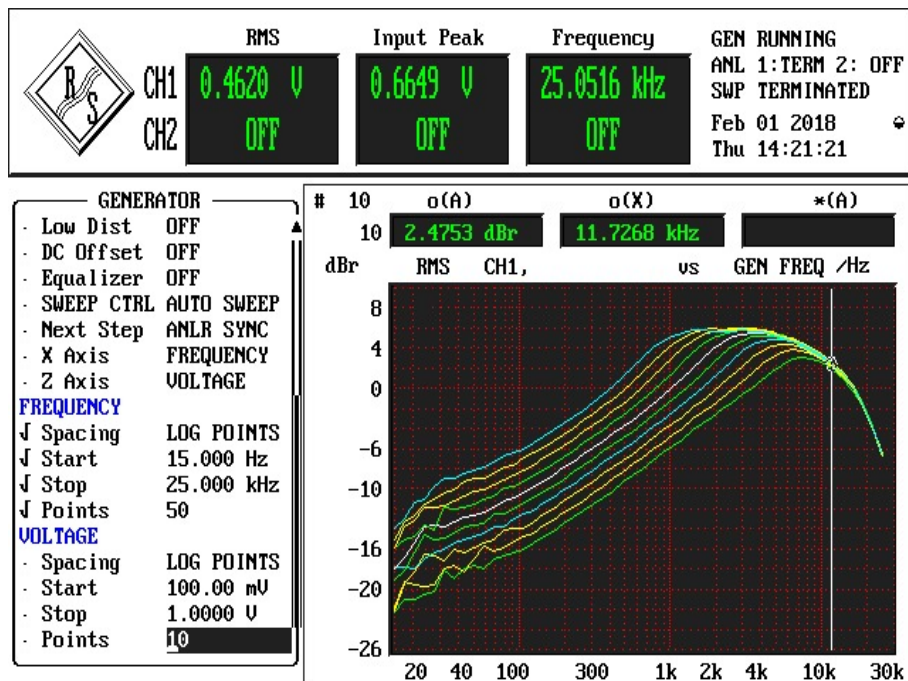 RMS Input Peak Frequency
CH1 0.4620 V 0.6649 V 25.0516 kHz
CH2 OFF OFF OFF
R S
GEN RUNNING
ANL 1:TERM 2: OFF
SWP TERMINATED
Feb 01 2018
Thu 14:21:21
GENERATOR
Low Dist OFF
DC Offset OFF
Equalizer OFF
SWEEP CTRL AUTO SWEEP
Next Step ANLR SYNC
X Axis FREQUENCY
Z Axis VOLTAGE
FREQUENCY
√ Spacing LOG POINTS
√ Start 15.000 Hz
√ Stop 25.000 kHz
√ Points 50
VOLTAGE
Spacing LOG POINTS
Start 100.00 mV
Stop 1.0000 V
Points 10
# 10 o(A) o(X) *(A)
10 2.4753 dBr 11.7268 kHz
dBr RMS CH1, vs GEN FREQ /Hz
8
4
0
-6
-10
-16
-20
-26
20 40 100 300 1k 2k 4k 10k 30k